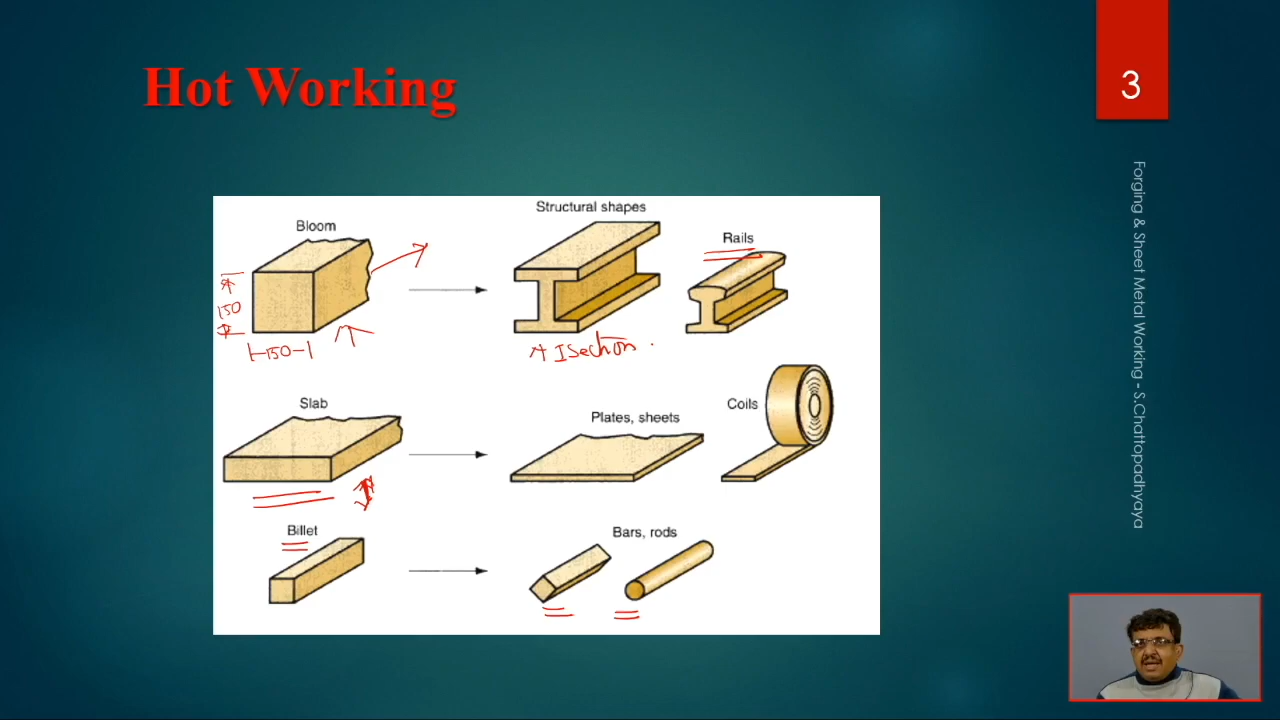 Hot Working
3
Forging & Sheet Metal Working - S.Chattopadhyaya
Structural shapes
Bloom
Rails
150
150
I Section
Slab
Plates, sheets
Coils
Billet
Bars, rods